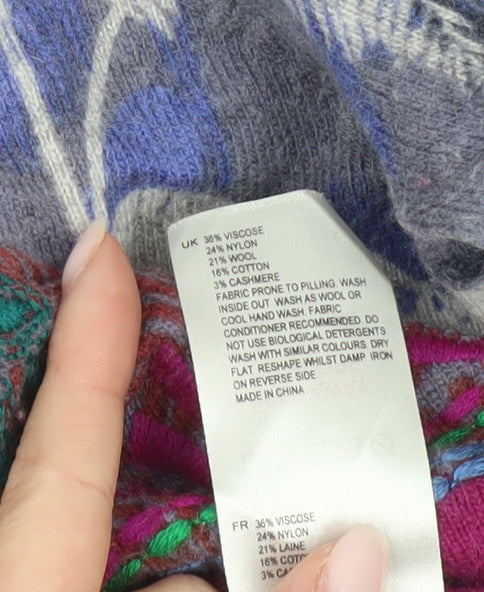 UK 36% VISCOSE
24% NYLON
21% WOOL
16% COTTON
3% CASHMERE
FABRIC PRONE TO PILLING. WASH
INSIDE OUT. WASH AS WOOL OR
COOL HAND WASH. FABRIC
CONDITIONER RECOMMENDED. DO
NOT USE BIOLOGICAL DETERGENTS.
WASH WITH SIMILAR COLOURS. DRY
FLAT. RESHAPE WHILST DAMP. IRON
ON REVERSE SIDE
MADE IN CHINA
FR 36% VISCOSE
24% NYLON
21% LAINE
16%
3%